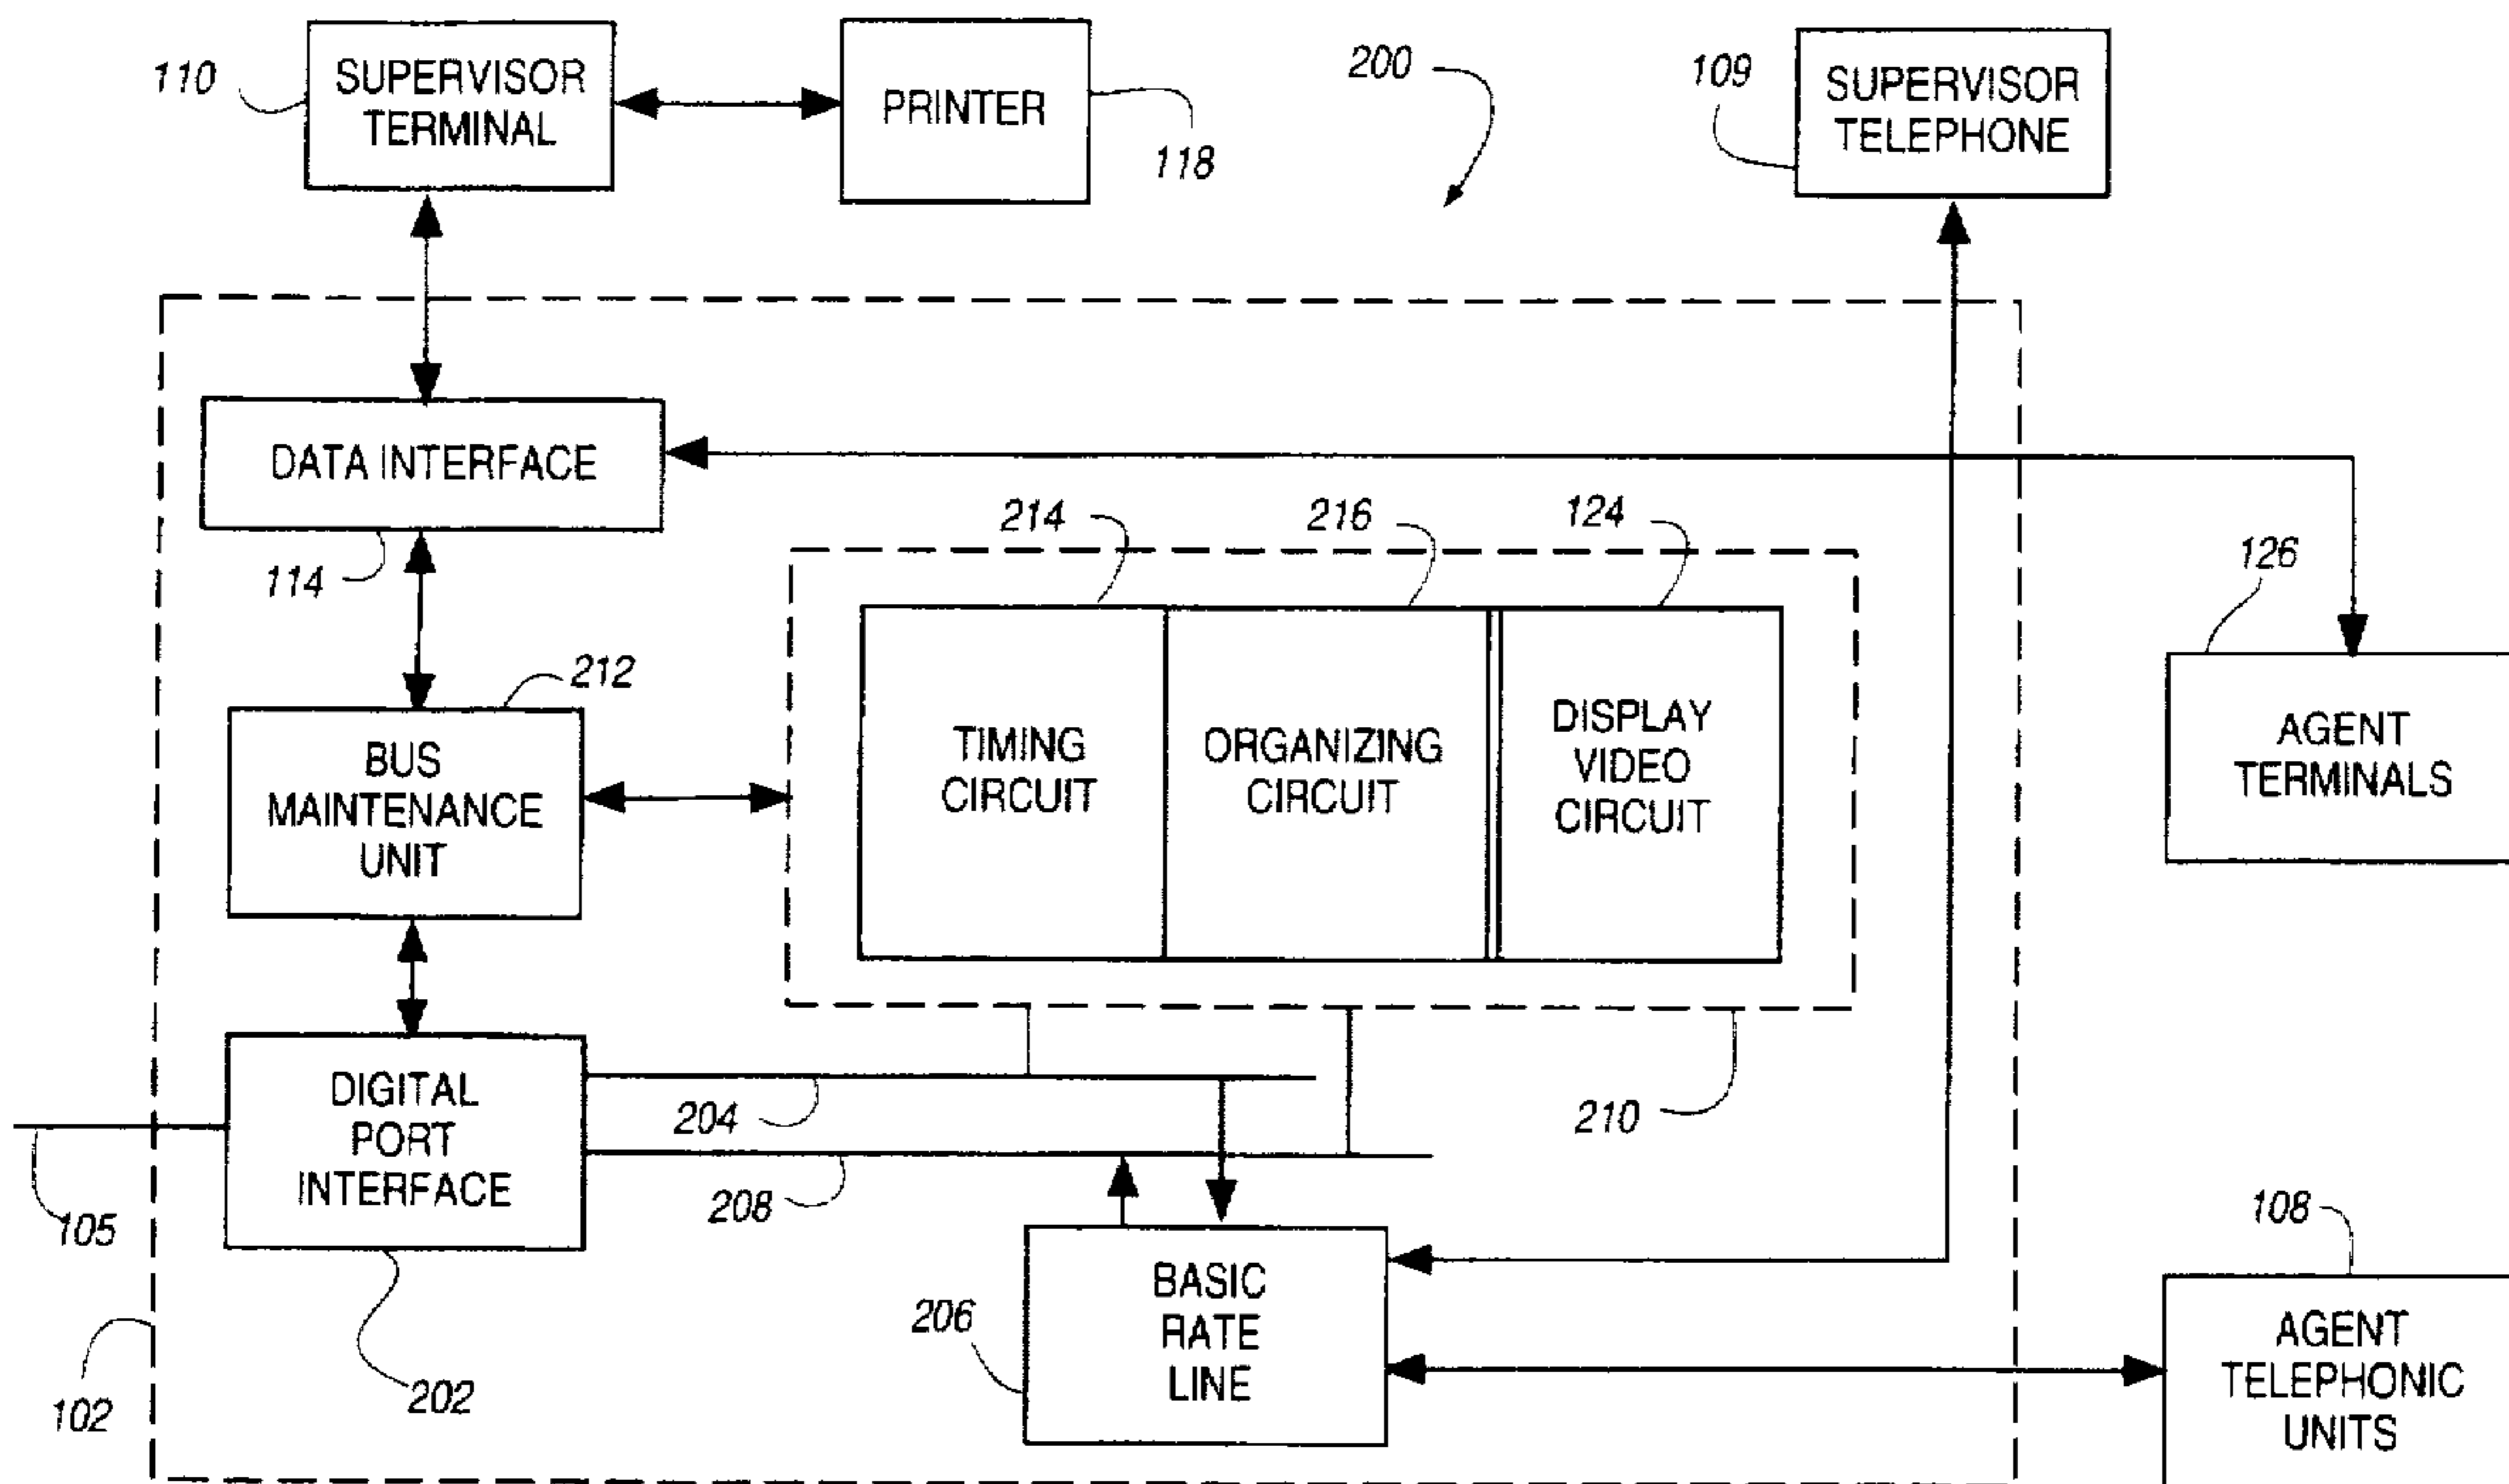 110
SUPERVISOR
TERMINAL
PRINTER
118
200
109
SUPERVISOR
TELEPHONE
DATA INTERFACE
114
214
216
124
126
212
BUS
MAINTENANCE
UNIT
TIMING
CIRCUIT
ORGANIZING
CIRCUIT
DISPLAY
VIDEO
CIRCUIT
AGENT
TERMINALS
DIGITAL
PORT
INTERFACE
204
210
105
208
108
206
BASIC
RATE
LINE
102
202
AGENT
TELEPHONIC
UNITS